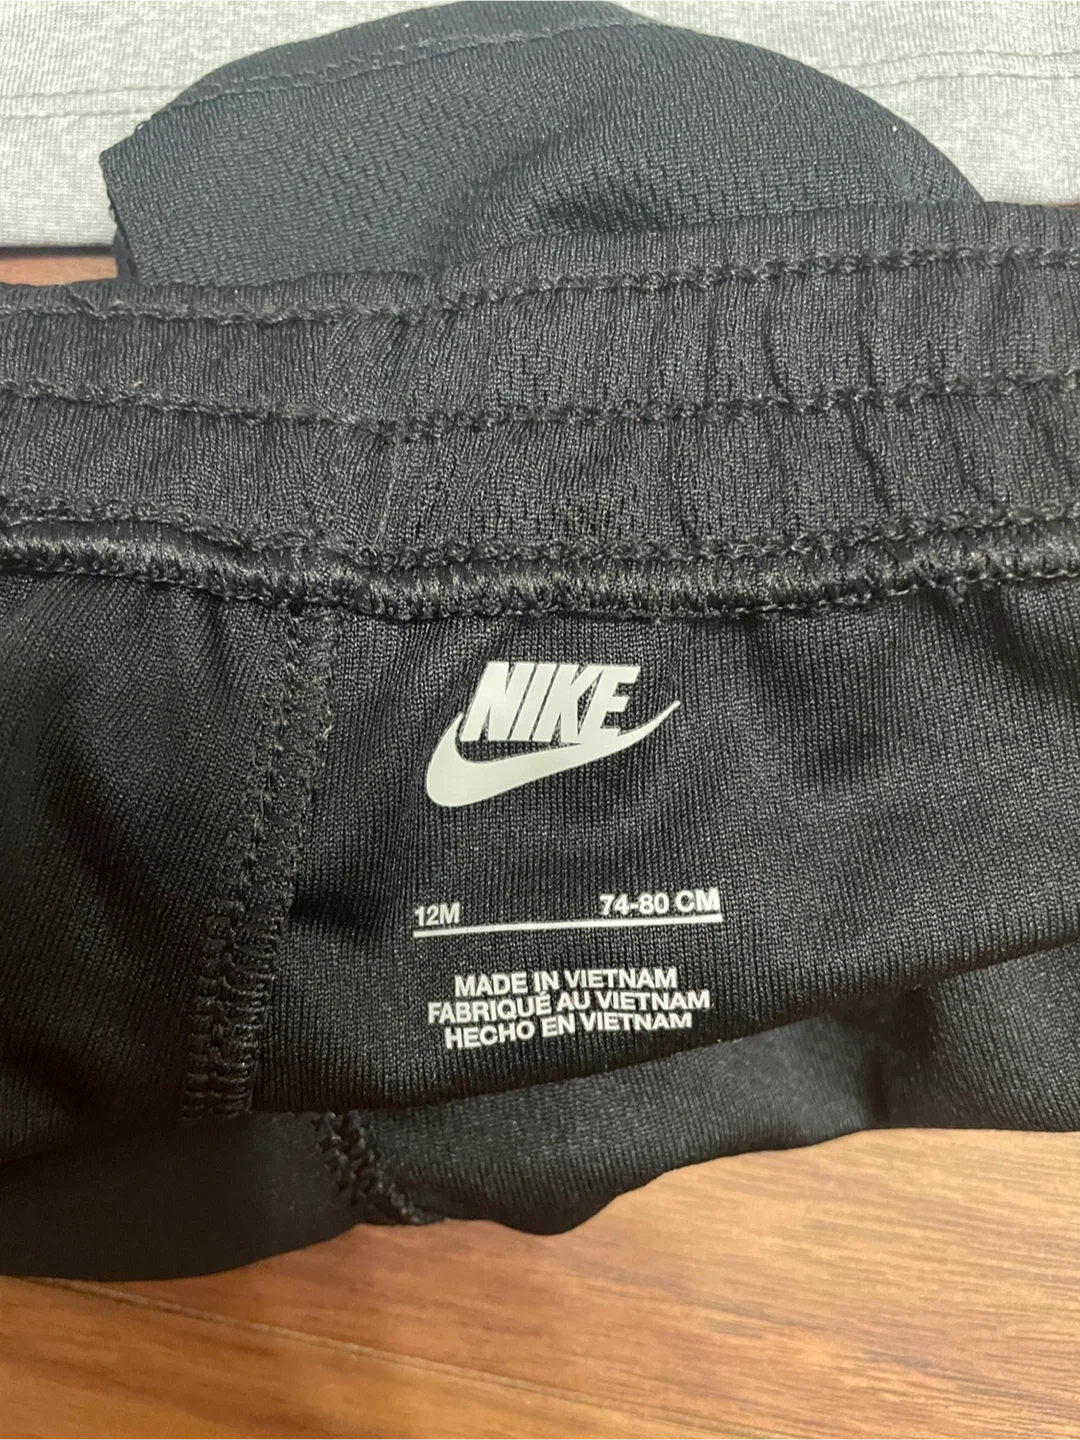 NIKE
12M 74-80 CM
MADE IN VIETNAM
FABRIQUÉ AU VIETNAM
HECHO EN VIETNAM